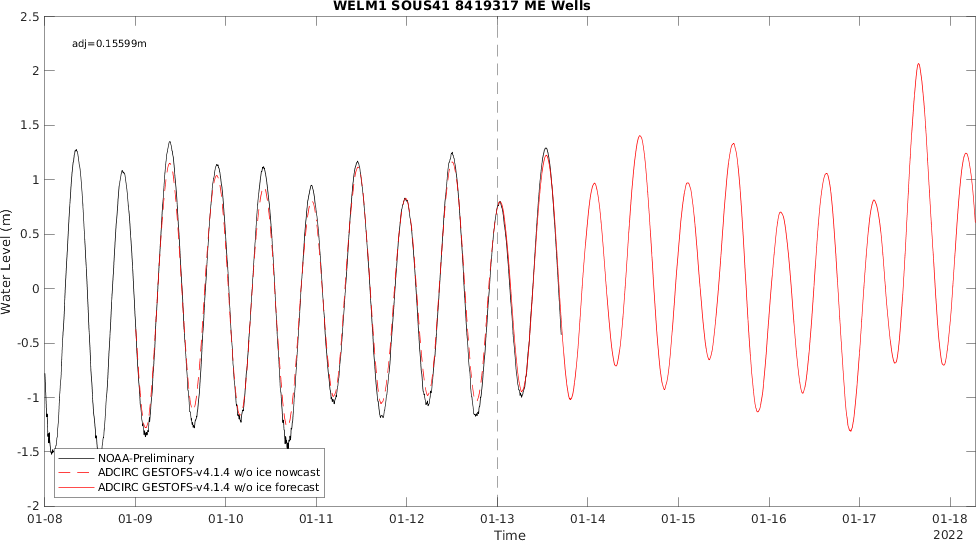 WELM1 SOUS41 8419317 ME Wells
adj=0.15599m
Water Level (m)
2.5
2
1.5
1
0.5
0
-0.5
-1
-1.5
-2
NOAA-Preliminary
ADCIRC GESTOFS-v4.1.4 w/o ice nowcast
ADCIRC GESTOFS-v4.1.4 w/o ice forecast
01-08 01-09 01-10 01-11 01-12 01-13 01-14 01-15 01-16 01-17 01-18
Time
2022